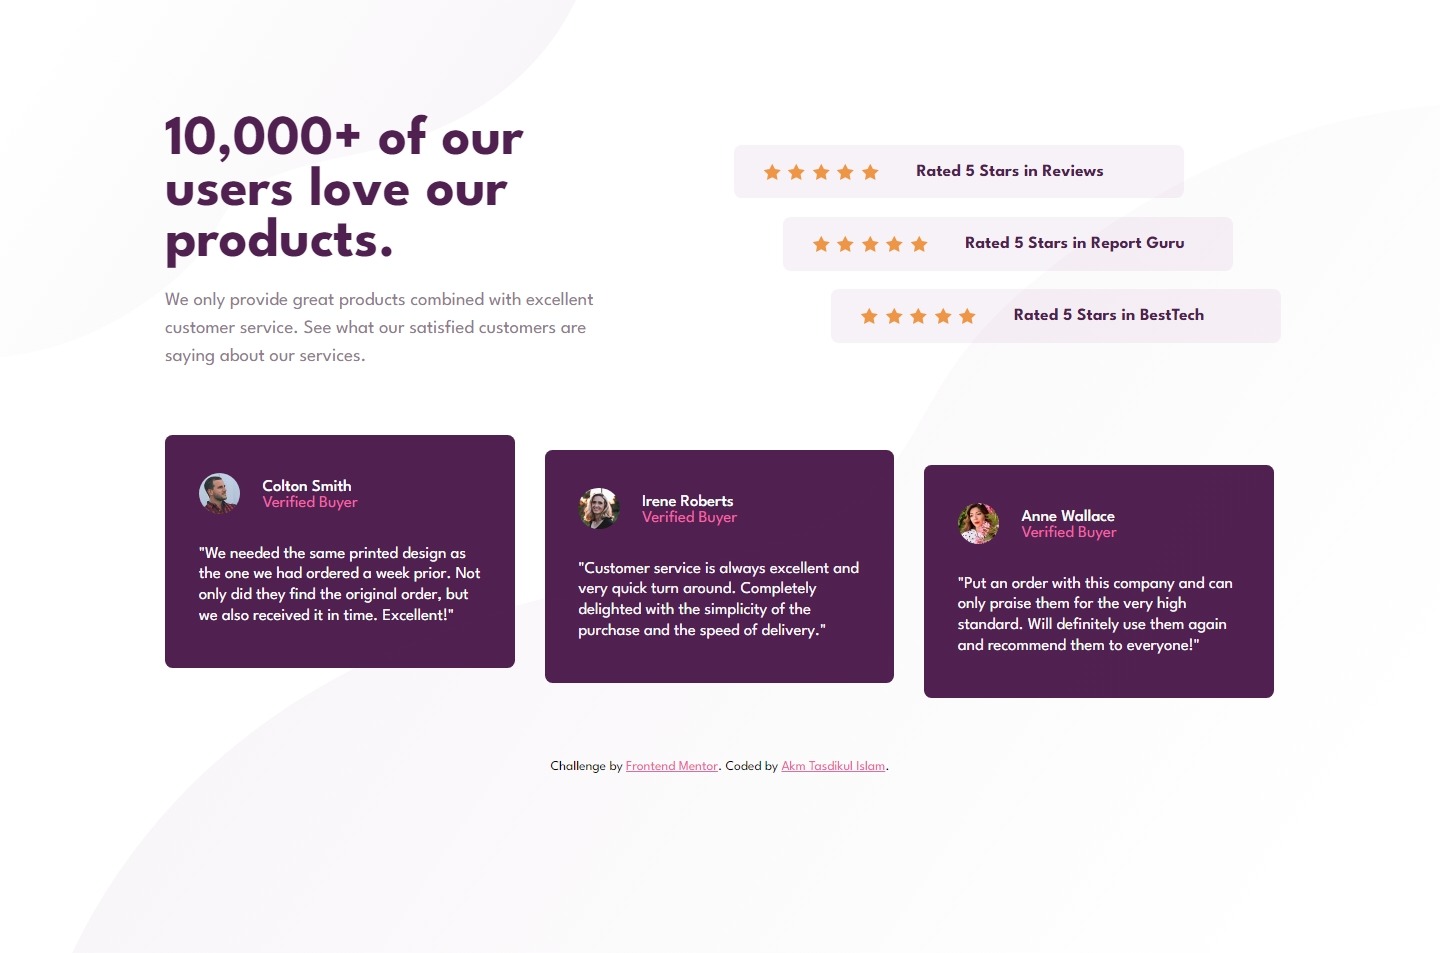 10,000+ of our
users love our
products.
We only provide great products combined with excellent
customer service. See what our satisfied customers are
saying about our services.
Rated 5 Stars in Reviews
Rated 5 Stars in Report Guru
Rated 5 Stars in BestTech
Colton Smith
Verified Buyer
"We needed the same printed design as
the one we had ordered a week prior. Not
only did they find the original order, but
we also received it in time. Excellent!"
Irene Roberts
Verified Buyer
"Customer service is always excellent and
very quick turn around. Completely
delighted with the simplicity of the
purchase and the speed of delivery."
Anne Wallace
Verified Buyer
"Put an order with this company and can
only praise them for the very high
standard. Will definitely use them again
and recommend them to everyone!"
Challenge by Frontend Mentor. Coded by Akm Tasdikul Islam.